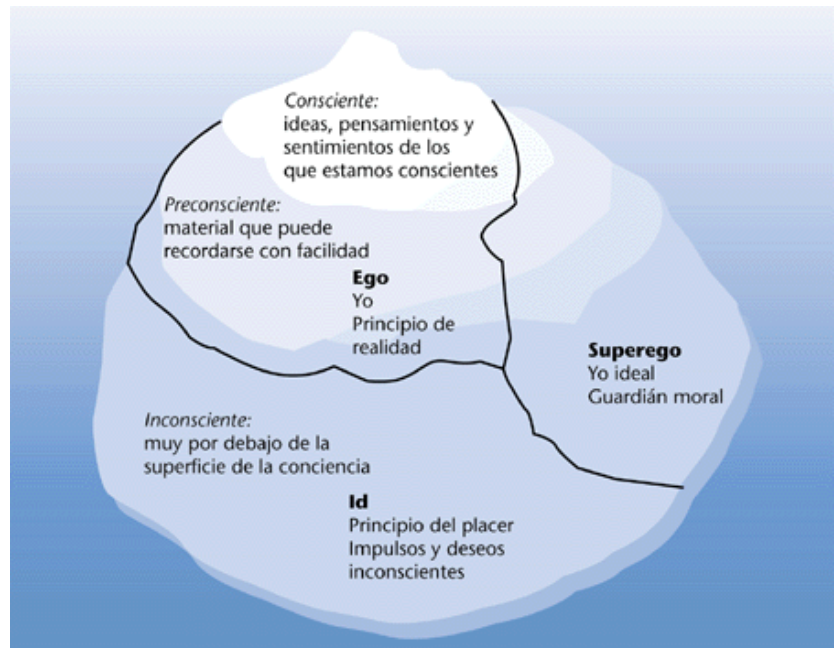 Consciente:
ideas, pensamientos y
sentimientos de los
que estamos conscientes
Preconsciente:
material que puede
recordarse con facilidad
Ego
Yo
Principio de
realidad
Superego
Yo ideal
Guardián moral
Inconsciente:
muy por debajo de la
superficie de la conciencia
Id
Principio del placer
Impulsos y deseos
inconscientes